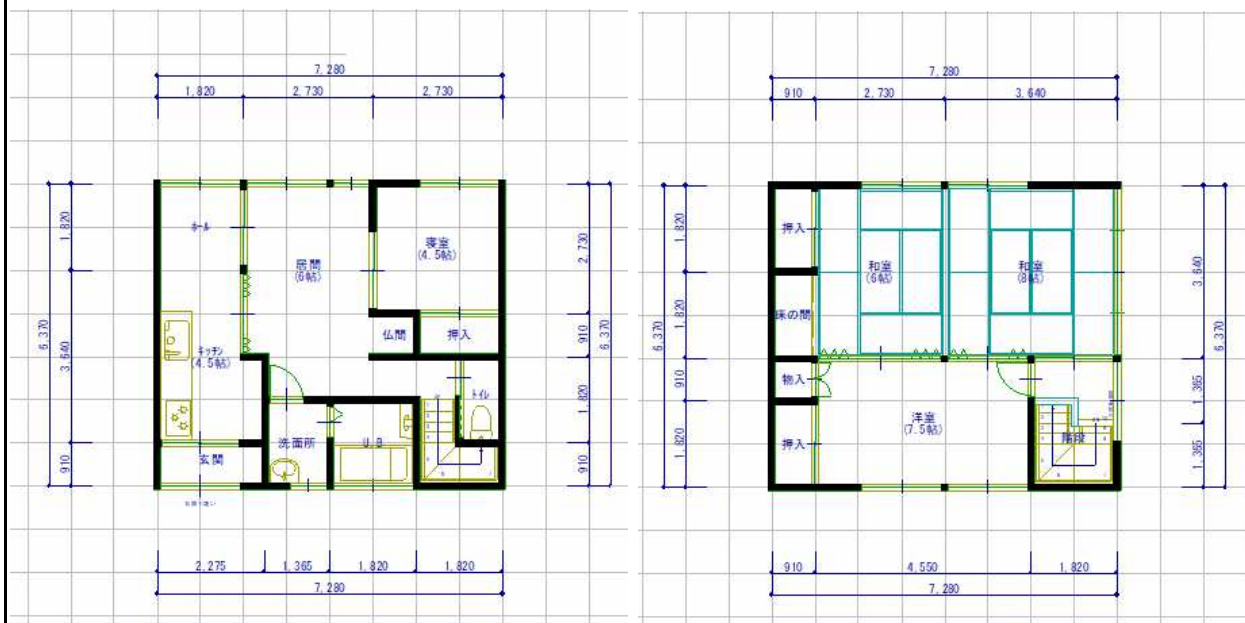 7,280
1,820
2,730
2,730
6,370
1,820
3,640
910
2,730
910
1,820
910
6,370
ホール
居間
(6帖)
寝室
(4.5帖)
仏間
押入
キッチン
(4.5帖)
トイレ
洗面所
U.B
玄関
2,275
1,365
1,820
1,820
7,280
7,280
910
2,730
3,640
6,370
1,820
1,820
910
1,820
3,640
1,365
1,365
6,370
押入
和室
(6帖)
和室
(8帖)
床の間
物入
洋室
(7.5帖)
押入
階段
910
4,550
1,820
7,280